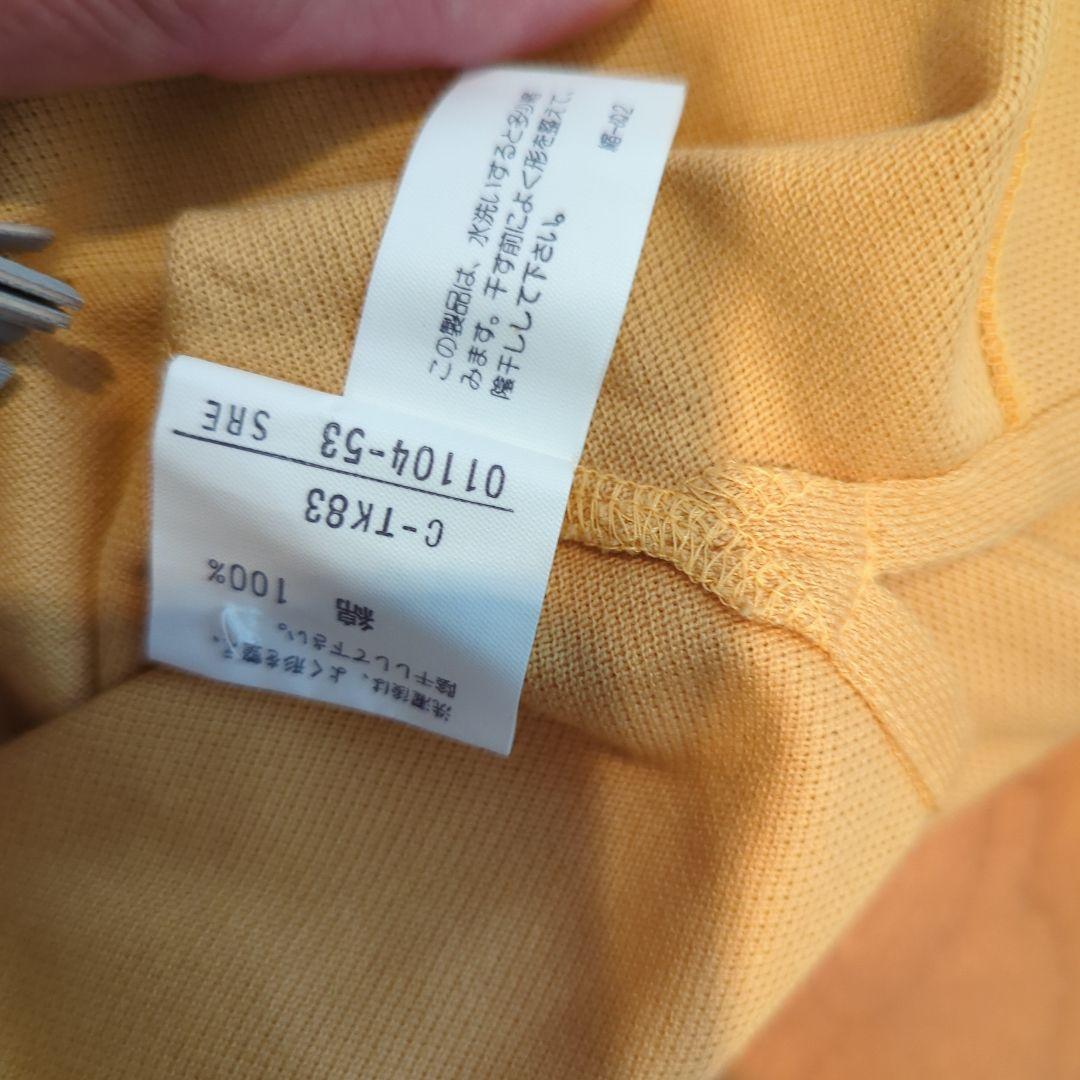 この製品は、水洗いすると多少縮
みます。干す前によく形を整えて、
陰干しして下さい。
01104-53 SRE
C-TK83
綿 100%
洗濯後は、よく形を整え、
陰干しして下さい。